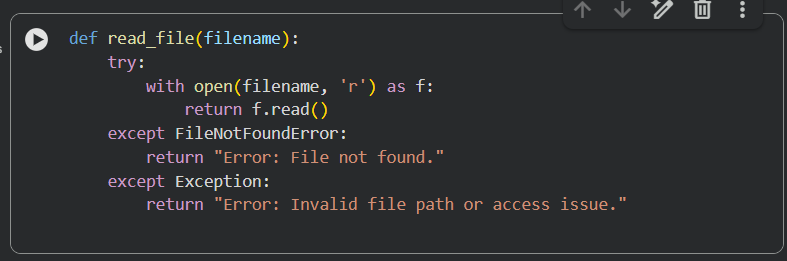 def read_file(filename):
    try:
        with open(filename, 'r') as f:
            return f.read()
    except FileNotFoundError:
        return "Error: File not found."
    except Exception:
        return "Error: Invalid file path or access issue."